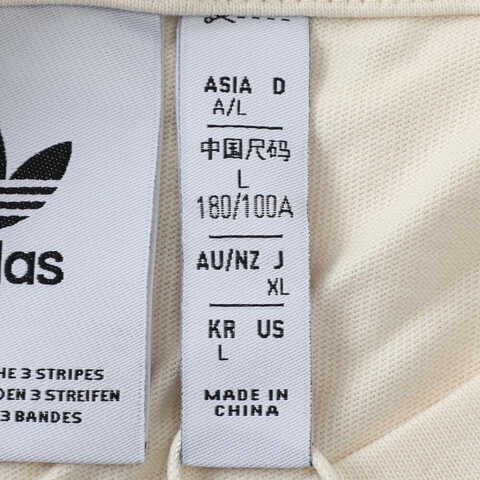 das
HE 3 STRIPES
DEN 3 STREIFEN
3 BANDES
ASIA D
A/L
中国尺码
L
180/100A
AU/NZ J
XL
KR US
L
MADE IN
CHINA